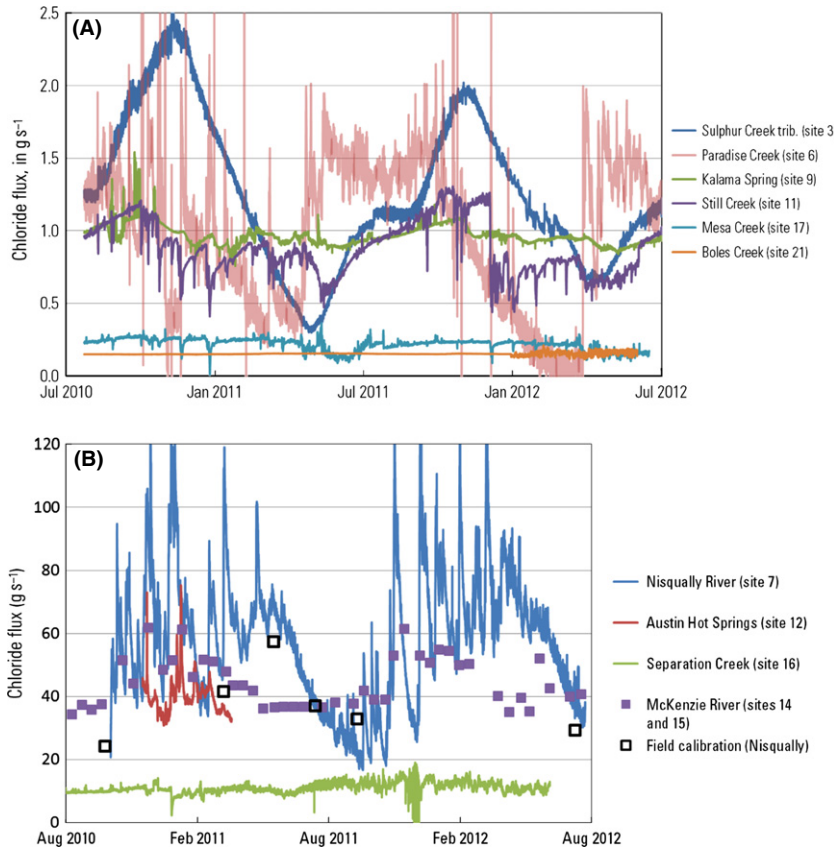 (A)
Chloride flux, in g s⁻¹
2.5
2.0
1.5
1.0
0.5
0.0
Jul 2010
Jan 2011
Jul 2011
Jan 2012
Jul 2012
Sulphur Creek trib. (site 3
Paradise Creek (site 6)
Kalama Spring (site 9)
Still Creek (site 11)
Mesa Creek (site 17)
Boles Creek (site 21)
(B)
Chloride flux (g s⁻¹)
120
100
80
60
40
20
0
Aug 2010
Feb 2011
Aug 2011
Feb 2012
Aug 2012
Nisqually River (site 7)
Austin Hot Springs (site 12)
Separation Creek (site 16)
McKenzie River (sites 14
and 15)
Field calibration (Nisqually)